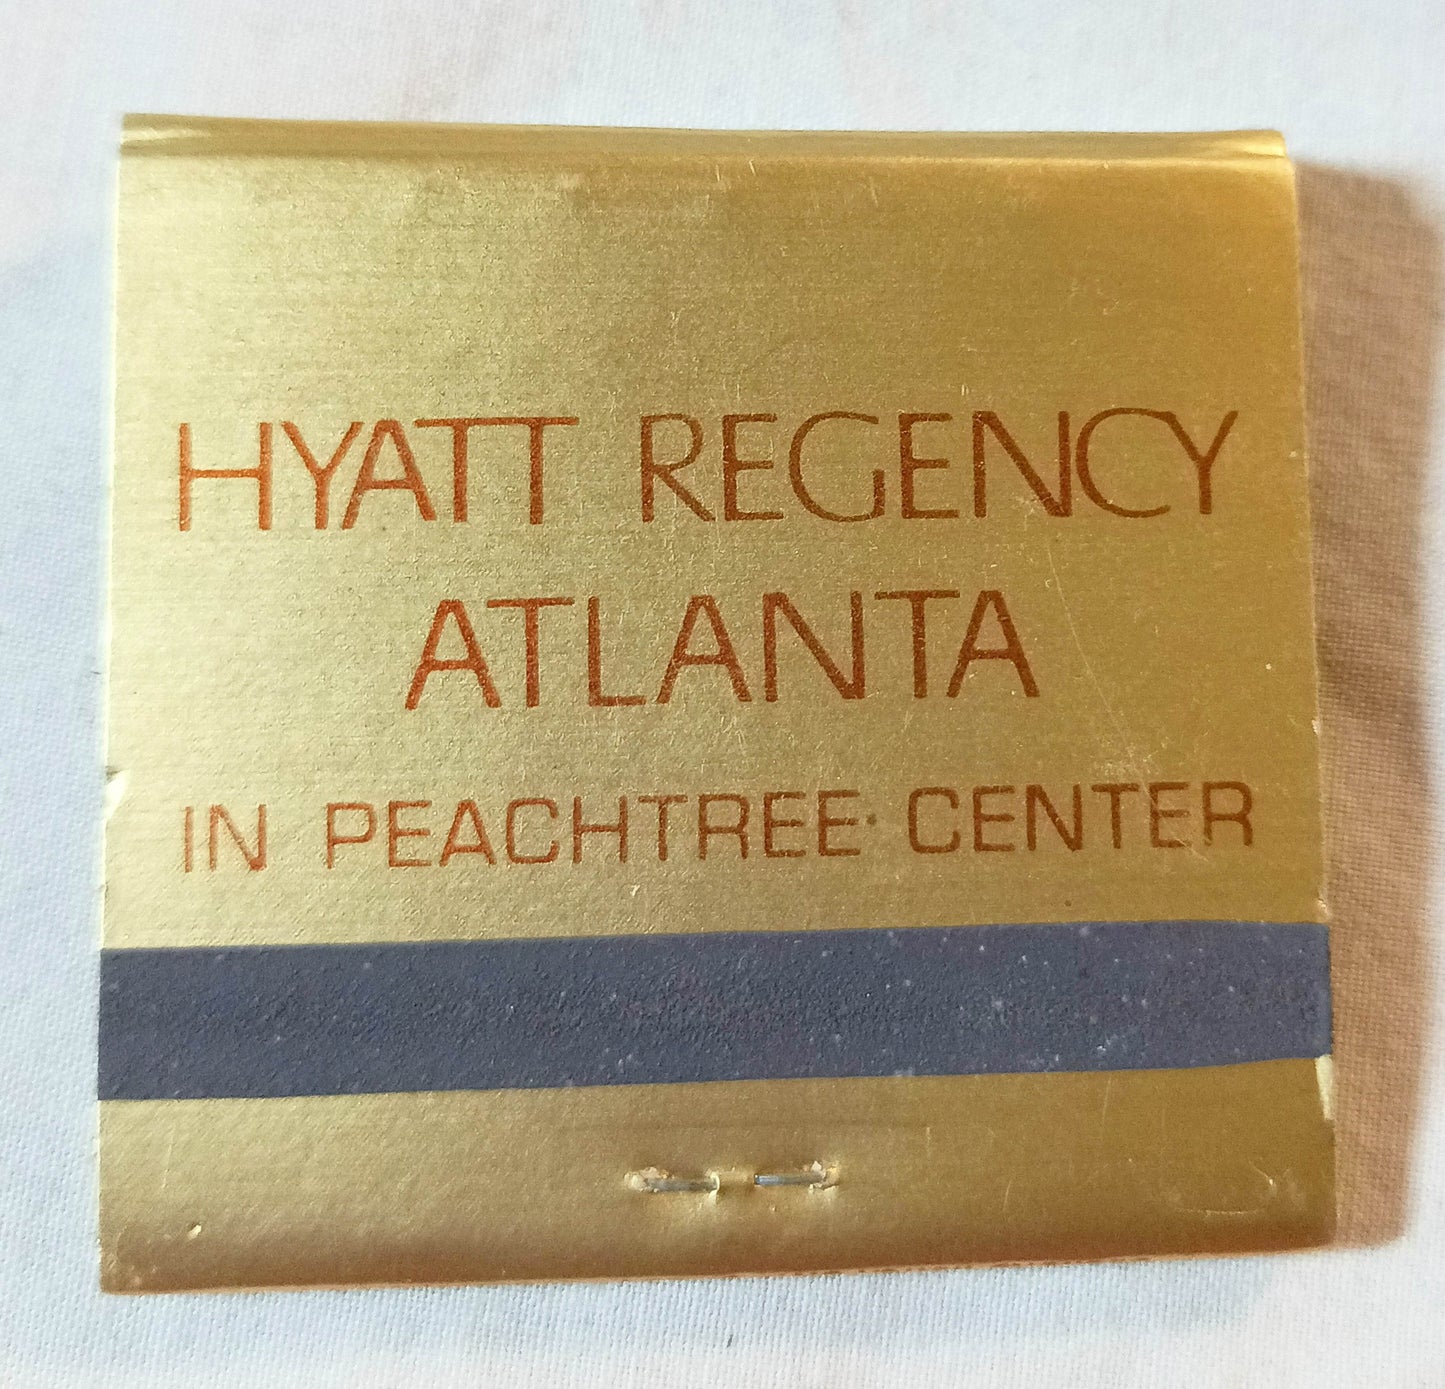 HYATT REGENCY
ATLANTA
IN PEACHTREE CENTER